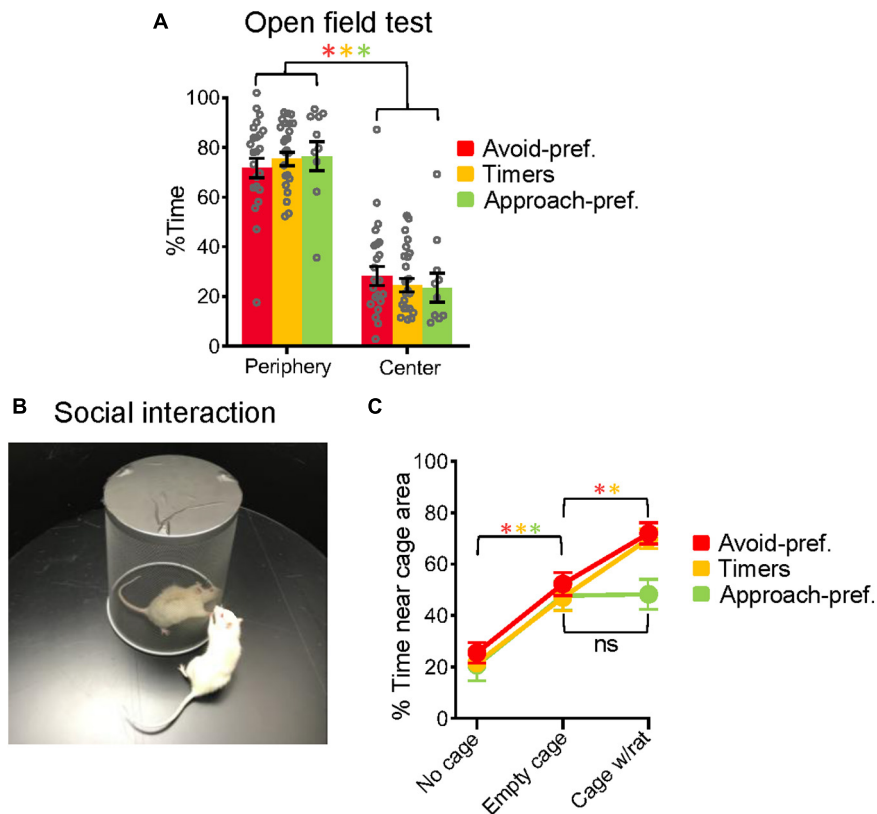 A
Open field test
***
100
80
60
40
20
0
%Time
Periphery
Center
Avoid-pref.
Timers
Approach-pref.
B
Social interaction
C
100
80
60
40
20
0
% Time near cage area
***
**
ns
No cage
Empty cage
Cage w/rat
Avoid-pref.
Timers
Approach-pref.